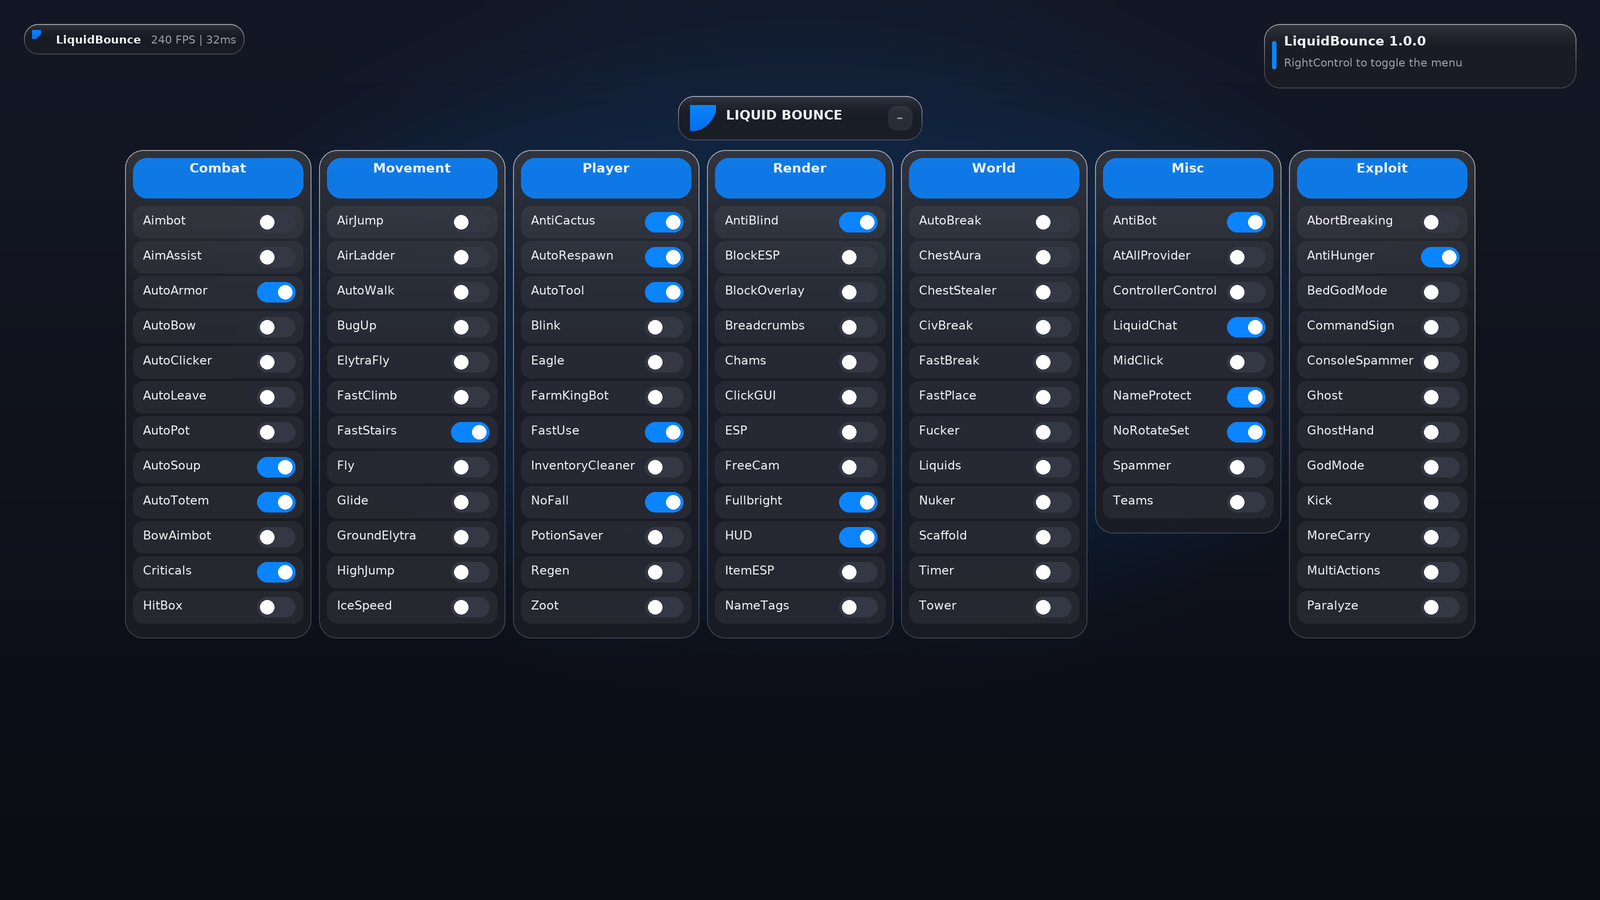 LiquidBounce 240 FPS | 32ms
LiquidBounce 1.0.0
RightControl to toggle the menu
LIQUID BOUNCE
–
Combat
Aimbot
AimAssist
AutoArmor
AutoBow
AutoClicker
AutoLeave
AutoPot
AutoSoup
AutoTotem
BowAimbot
Criticals
HitBox
Movement
AirJump
AirLadder
AutoWalk
BugUp
ElytraFly
FastClimb
FastStairs
Fly
Glide
GroundElytra
HighJump
IceSpeed
Player
AntiCactus
AutoRespawn
AutoTool
Blink
Eagle
FarmKingBot
FastUse
InventoryCleaner
NoFall
PotionSaver
Regen
Zoot
Render
AntiBlind
BlockESP
BlockOverlay
Breadcrumbs
Chams
ClickGUI
ESP
FreeCam
Fullbright
HUD
ItemESP
NameTags
World
AutoBreak
ChestAura
ChestStealer
CivBreak
FastBreak
FastPlace
Fucker
Liquids
Nuker
Scaffold
Timer
Tower
Misc
AntiBot
AtAllProvider
ControllerControl
LiquidChat
MidClick
NameProtect
NoRotateSet
Spammer
Teams
Exploit
AbortBreaking
AntiHunger
BedGodMode
CommandSign
ConsoleSpammer
Ghost
GhostHand
GodMode
Kick
MoreCarry
MultiActions
Paralyze